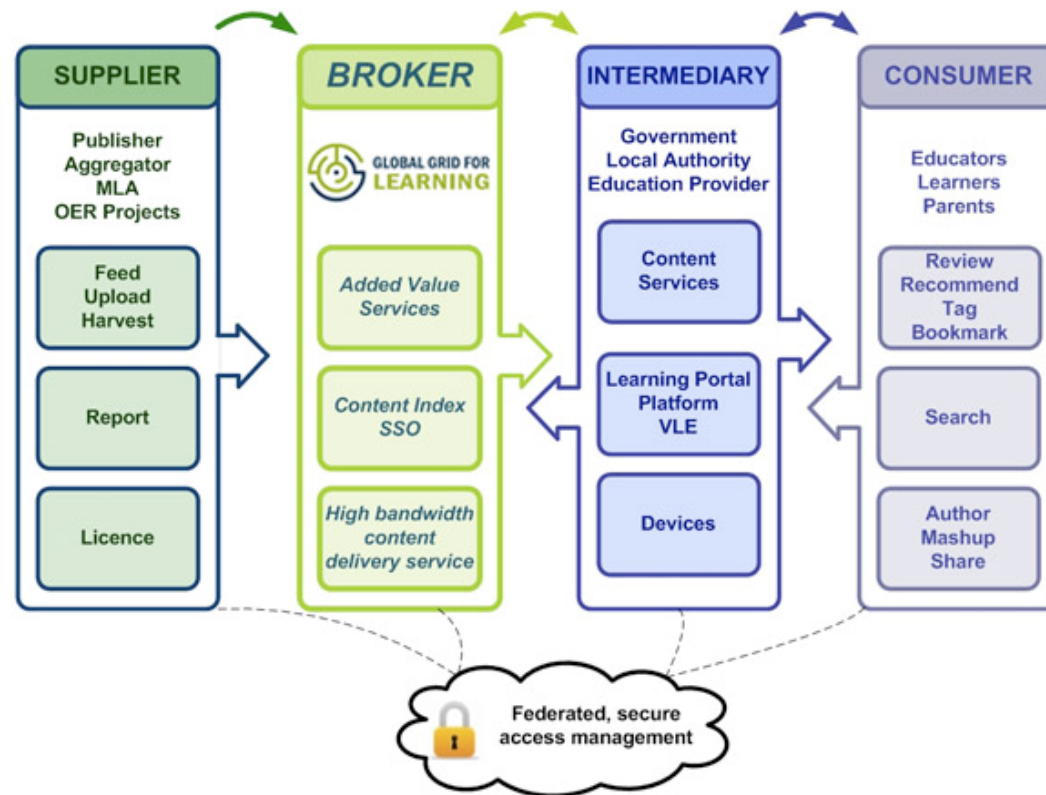 SUPPLIER
Publisher
Aggregator
MLA
OER Projects
Feed
Upload
Harvest
Report
Licence
BROKER
GLOBAL GRID FOR
LEARNING
Added Value
Services
Content Index
SSO
High bandwidth
content
delivery service
INTERMEDIARY
Government
Local Authority
Education Provider
Content
Services
Learning Portal
Platform
VLE
Devices
CONSUMER
Educators
Learners
Parents
Review
Recommend
Tag
Bookmark
Search
Author
Mashup
Share
Federated, secure
access management